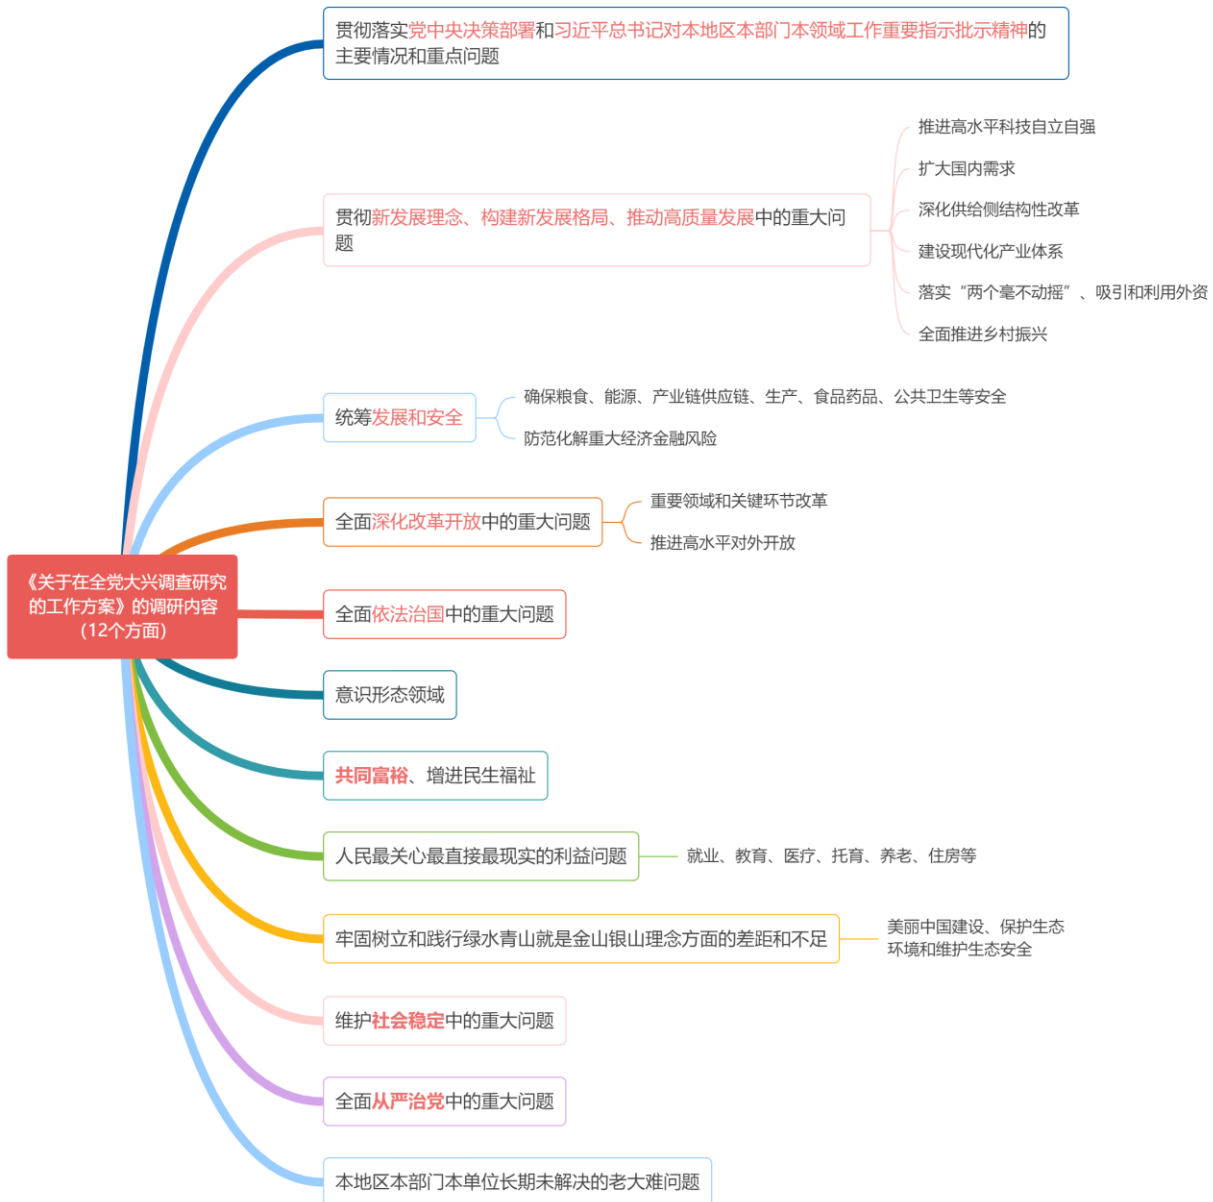 贯彻落实党中央决策部署和习近平总书记对本地区本部门本领域工作重要指示批示精神的
主要情况和重点问题
推进高水平科技自立自强
扩大国内需求
深化供给侧结构性改革
贯彻新发展理念、构建新发展格局、推动高质量发展中的重大问
题
建设现代化产业体系
落实“两个毫不动摇”、吸引和利用外资
全面推进乡村振兴
统筹发展和安全
确保粮食、能源、产业链供应链、生产、食品药品、公共卫生等安全
防范化解重大经济金融风险
全面深化改革开放中的重大问题
重要领域和关键环节改革
推进高水平对外开放
《关于在全党大兴调查研究
的工作方案》的调研内容
（12个方面）
全面依法治国中的重大问题
意识形态领域
共同富裕、增进民生福祉
人民最关心最直接最现实的利益问题
就业、教育、医疗、托育、养老、住房等
牢固树立和践行绿水青山就是金山银山理念方面的差距和不足
美丽中国建设、保护生态
环境和维护生态安全
维护社会稳定中的重大问题
全面从严治党中的重大问题
本地区本部门本单位长期未解决的老大难问题